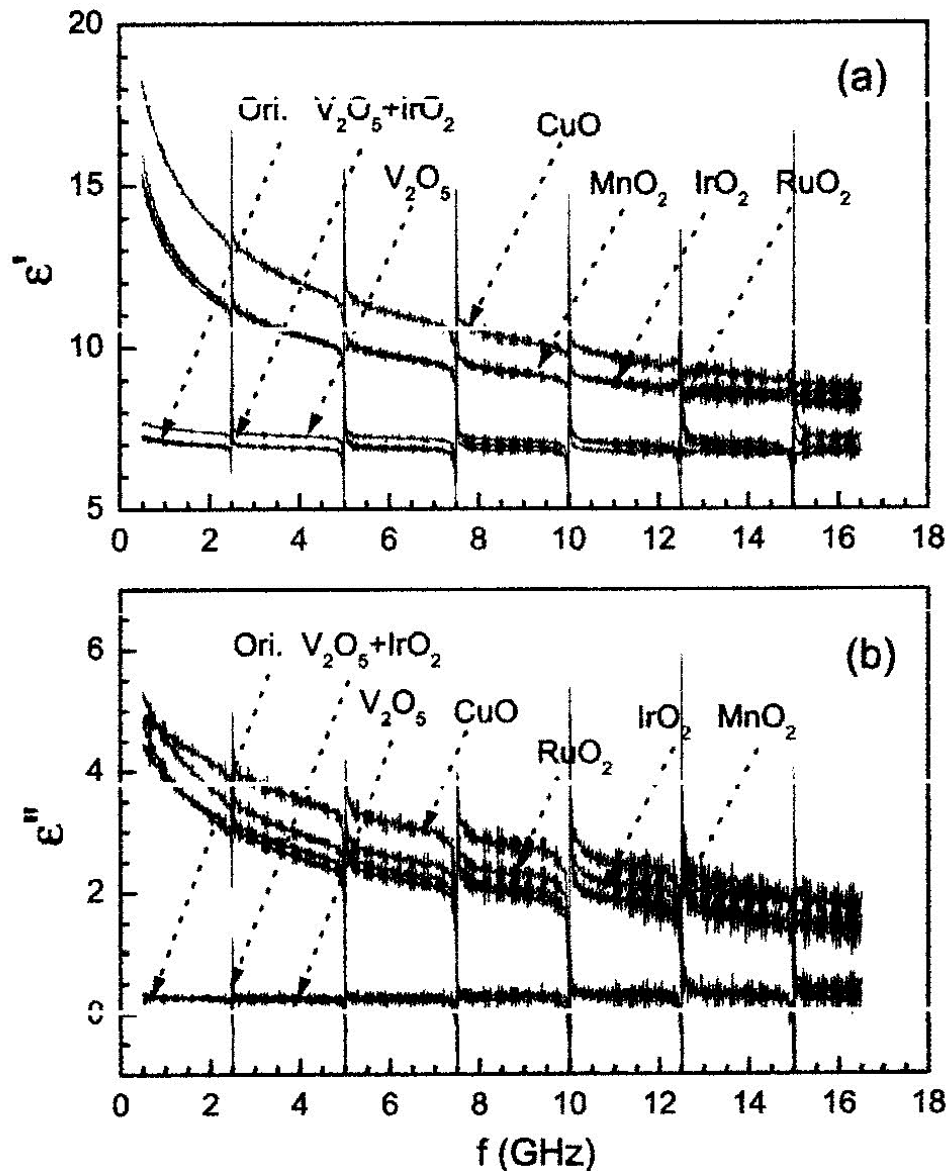 20
(a)
Ori. V₂O₅+IrO₂
CuO
V₂O₅
MnO₂ IrO₂ RuO₂
15
ε'
10
5
0 2 4 6 8 10 12 14 16 18
6
Ori. V₂O₅+IrO₂
(b)
V₂O₅ CuO
IrO₂ MnO₂
RuO₂
4
ε"
2
0
0 2 4 6 8 10 12 14 16 18
f (GHz)